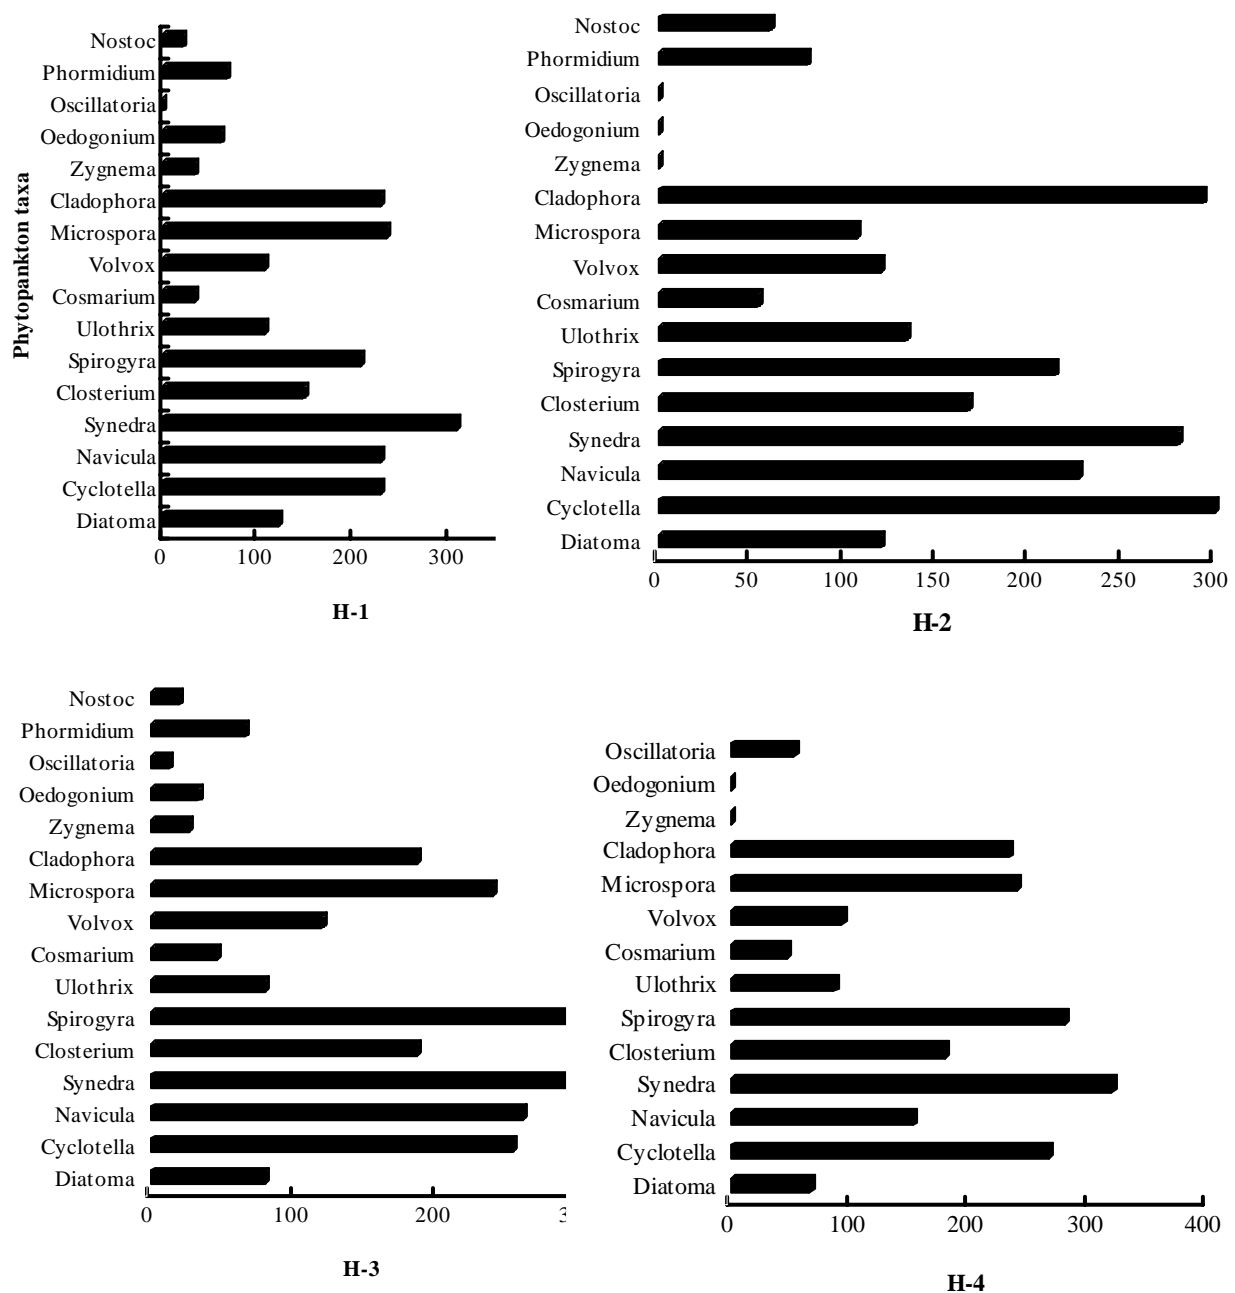 Phytopankton taxa
Nostoc
Phormidium
Oscillatoria
Oedogonium
Zygnema
Cladophora
Microspora
Volvox
Cosmarium
Ulothrix
Spirogyra
Closterium
Synedra
Navicula
Cyclotella
Diatoma
0 100 200 300
H-1
Nostoc
Phormidium
Oscillatoria
Oedogonium
Zygnema
Cladophora
Microspora
Volvox
Cosmarium
Ulothrix
Spirogyra
Closterium
Synedra
Navicula
Cyclotella
Diatoma
0 50 100 150 200 250 300
H-2
Nostoc
Phormidium
Oscillatoria
Oedogonium
Zygnema
Cladophora
Microspora
Volvox
Cosmarium
Ulothrix
Spirogyra
Closterium
Synedra
Navicula
Cyclotella
Diatoma
0 100 200
H-3
Oscillatoria
Oedogonium
Zygnema
Cladophora
Microspora
Volvox
Cosmarium
Ulothrix
Spirogyra
Closterium
Synedra
Navicula
Cyclotella
Diatoma
0 100 200 300 400
H-4